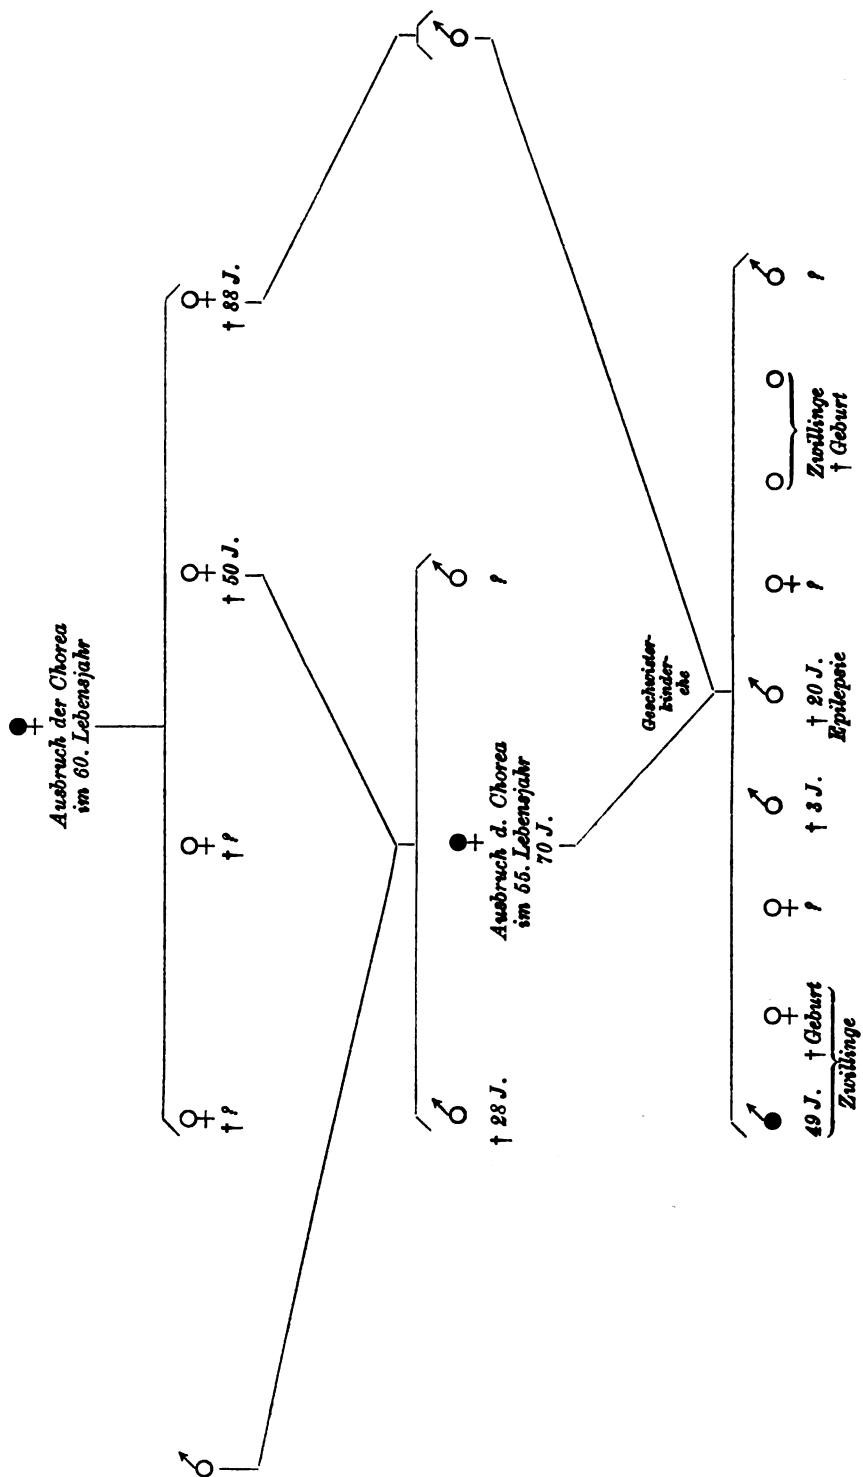 Ausbruch der Chorea
im 60. Lebensjahr
† ?
† ?
† 50 J.
† 88 J.
† 28 J.
Ausbruch d. Chorea
im 55. Lebensjahr
70 J.
?
Geschwister-
kinder-
ehe
49 J.
† Geburt
Zwillinge
?
† 3 J.
† 20 J.
Epilepsie
?
Zwillinge
† Geburt
?